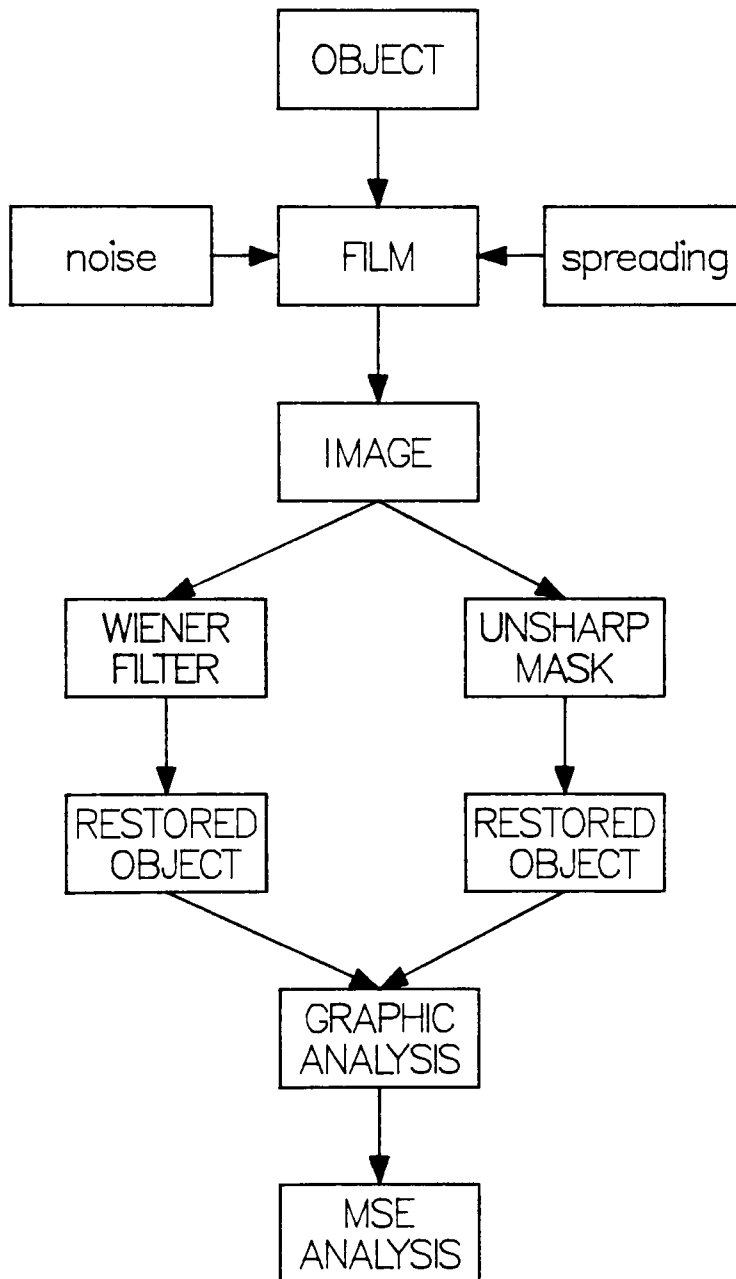 OBJECT
noise
FILM
spreading
IMAGE
WIENER
FILTER
UNSHARP
MASK
RESTORED
OBJECT
RESTORED
OBJECT
GRAPHIC
ANALYSIS
MSE
ANALYSIS